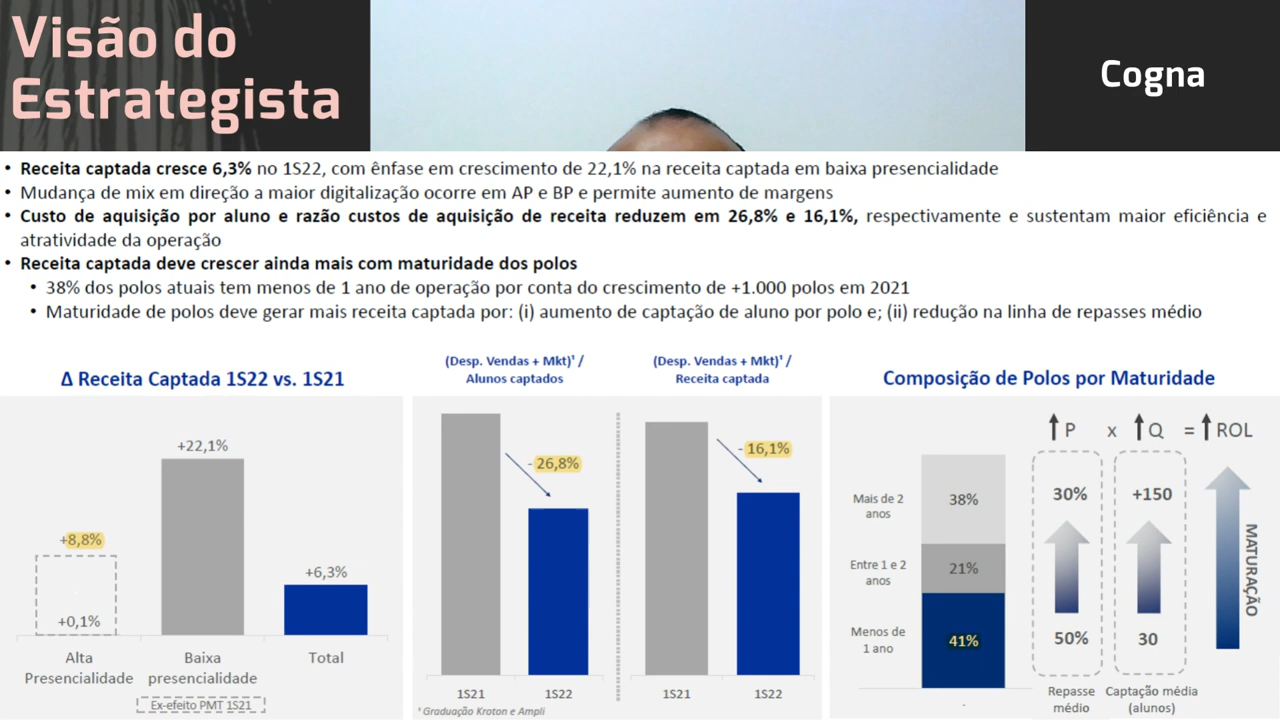 Visão do
Estrategista
Cogna
• Receita captada cresce 6,3% no 1S22, com ênfase em crescimento de 22,1% na receita captada em baixa presencialidade
• Mudança de mix em direção a maior digitalização ocorre em AP e BP e permite aumento de margens
• Custo de aquisição por aluno e razão custos de aquisição de receita reduzem em 26,8% e 16,1%, respectivamente e sustentam maior eficiência e
atratividade da operação
• Receita captada deve crescer ainda mais com maturidade dos polos
• 38% dos polos atuais tem menos de 1 ano de operação por conta do crescimento de +1.000 polos em 2021
• Maturidade de polos deve gerar mais receita captada por: (i) aumento de captação de aluno por polo e; (ii) redução na linha de repasses médio
Δ Receita Captada 1S22 vs. 1S21
+22,1%
+8,8%
+6,3%
+0,1%
Alta
Presencialidade
Baixa
presencialidade
Total
Ex-efeito PMT 1S21
(Desp. Vendas + Mkt)¹ /
Alunos captados
-26,8%
1S21
1S22
(Desp. Vendas + Mkt)¹ /
Receita captada
-16,1%
1S21
1S22
¹ Graduação Kroton e Ampli
Composição de Polos por Maturidade
P x Q = ROL
Mais de 2
anos
38%
30%
+150
Entre 1 e 2
anos
21%
Menos de
1 ano
41%
50%
30
MATURAÇÃO
Repasse
médio
Captação média
(alunos)
-